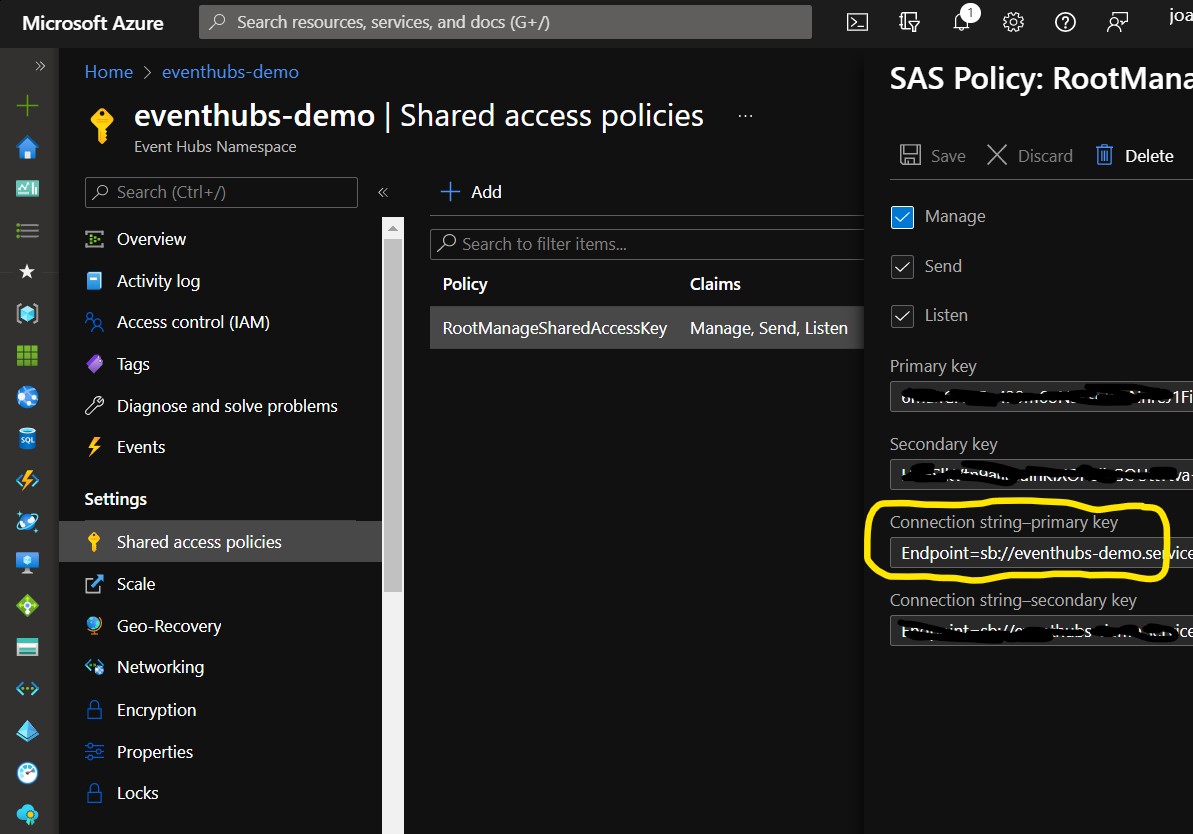 Microsoft Azure
Search resources, services, and docs (G+/)
1
joa
Home > eventhubs-demo
eventhubs-demo | Shared access policies ...
Event Hubs Namespace
Search (Ctrl+/)
«
Overview
Activity log
Access control (IAM)
Tags
Diagnose and solve problems
Events
Settings
Shared access policies
Scale
Geo-Recovery
Networking
Encryption
Properties
Locks
+ Add
Search to filter items...
Policy Claims
RootManageSharedAccessKey Manage, Send, Listen
SAS Policy: RootMana
Save Discard Delete
Manage
Send
Listen
Primary key
Secondary key
Connection string–primary key
Endpoint=sb://eventhubs-demo.service
Connection string–secondary key
SQL